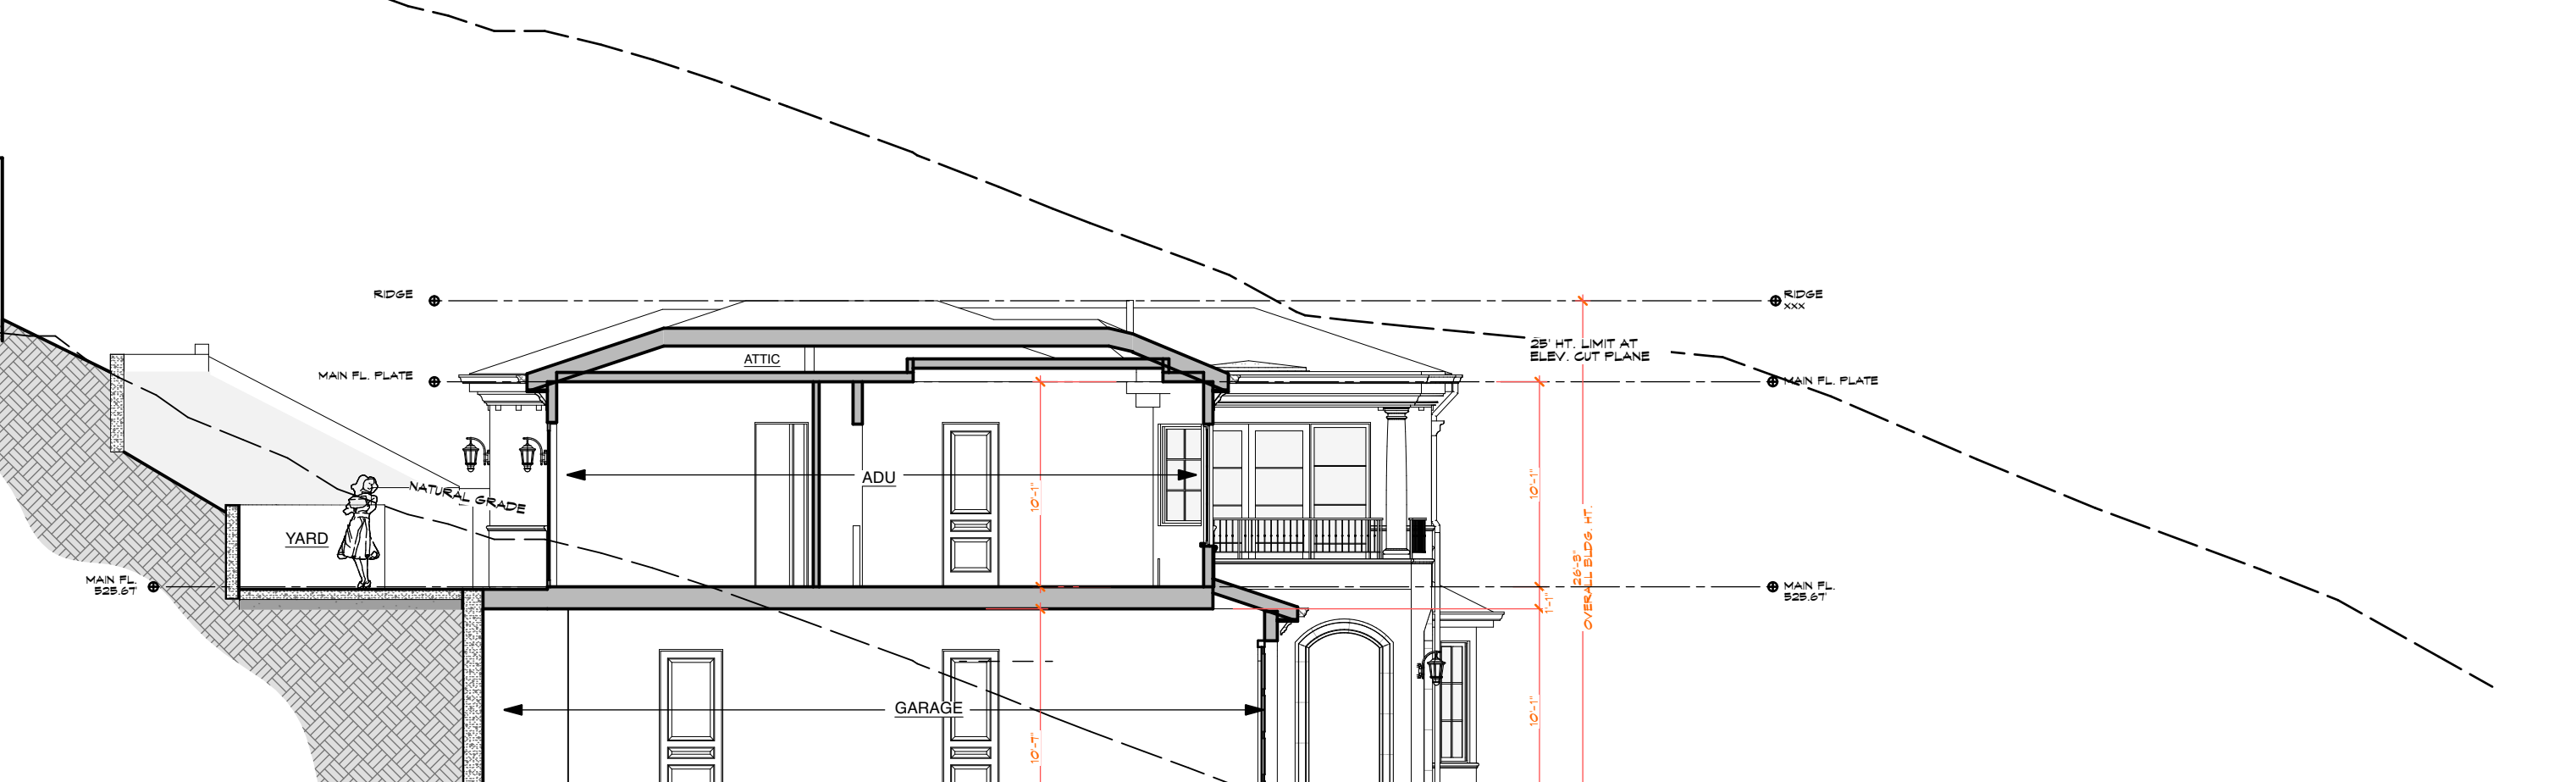 RIDGE
RIDGE
XXX
25' HT. LIMIT AT
ELEV. CUT PLANE
ATTIC
MAIN FL. PLATE
MAIN FL. PLATE
ADU
NATURAL GRADE
10'-1"
10'-1"
YARD
26'-8"
OVERALL BLDG. HT.
MAIN FL.
525.67'
MAIN FL.
525.67'
1'-1"
GARAGE
10'-7"
10'-1"